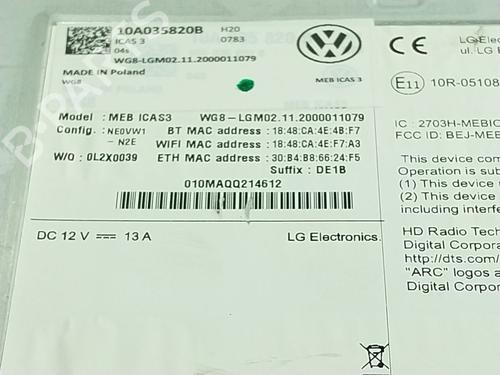 10A035820B H20
ICAS 3 0783
04s
WG8-LGM02.11.2000011079
MADE IN Poland
WG8
MEB ICAS 3
Model : MEB ICAS3 WG8-LGM02.11.2000011079
Config. : NE0VW1 BT MAC address : 18:48:CA:4E:4B:F7
- N2E WIFI MAC address : 18:48:CA:4E:F7:A3
W/O : 0L2X0039 ETH MAC address : 30:B4:B8:66:24:F5
Suffix : DE1B
010MAQQ214612
DC 12 V 13 A LG Electronics.
CE
LG Elec
ul. LG E
E11 10R-05108
IC : 2703H-MEBIC
FCC ID: BEJ-MEE
This device com
Operation is sub
(1) This device
(2) This device
including interfe
HD Radio Tech
Digital Corpora
http://dts.com/
"ARC" logos a
Digital Corpora
B-PARTS